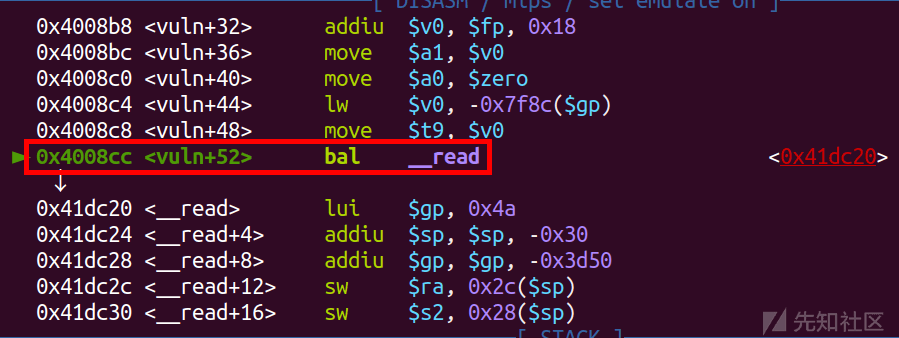 [ DISASM / mips / set emulate on ]
0x4008b8 <vuln+32> addiu $v0, $fp, 0x18
0x4008bc <vuln+36> move $a1, $v0
0x4008c0 <vuln+40> move $a0, $zero
0x4008c4 <vuln+44> lw $v0, -0x7f8c($gp)
0x4008c8 <vuln+48> move $t9, $v0
► 0x4008cc <vuln+52> bal __read <0x41dc20>
↓
0x41dc20 <__read> lui $gp, 0x4a
0x41dc24 <__read+4> addiu $sp, $sp, -0x30
0x41dc28 <__read+8> addiu $gp, $gp, -0x3d50
0x41dc2c <__read+12> sw $ra, 0x2c($sp)
0x41dc30 <__read+16> sw $s2, 0x28($sp)
[ STACK ]
先知社区